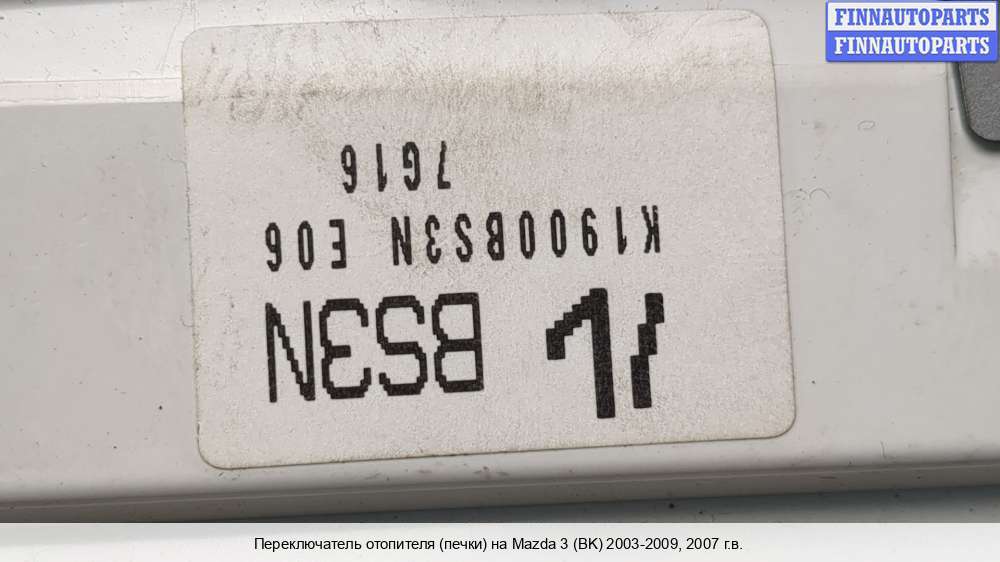 FINNAUTOPARTS
FINNAUTOPARTS
BS3N
K1900BS3N E06
7G16
Переключатель отопителя (печки) на Mazda 3 (BK) 2003-2009, 2007 г.в.